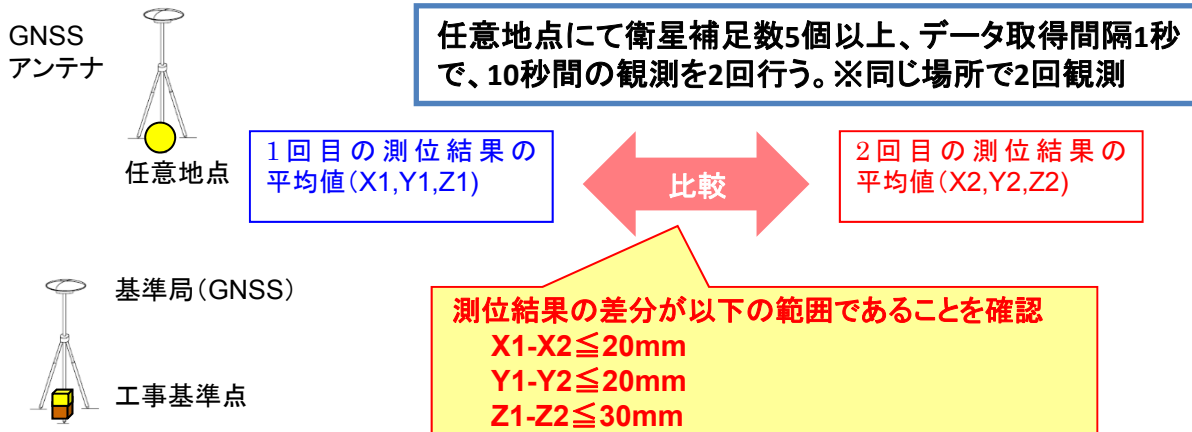 GNSS
アンテナ
任意地点にて衛星補足数5個以上、データ取得間隔1秒
で、10秒間の観測を2回行う。※同じ場所で2回観測
任意地点
1回目の測位結果の
平均値（X1,Y1,Z1)
比較
2回目の測位結果の
平均値（X2,Y2,Z2)
基準局（GNSS）
工事基準点
測位結果の差分が以下の範囲であることを確認
X1-X2≦20mm
Y1-Y2≦20mm
Z1-Z2≦30mm